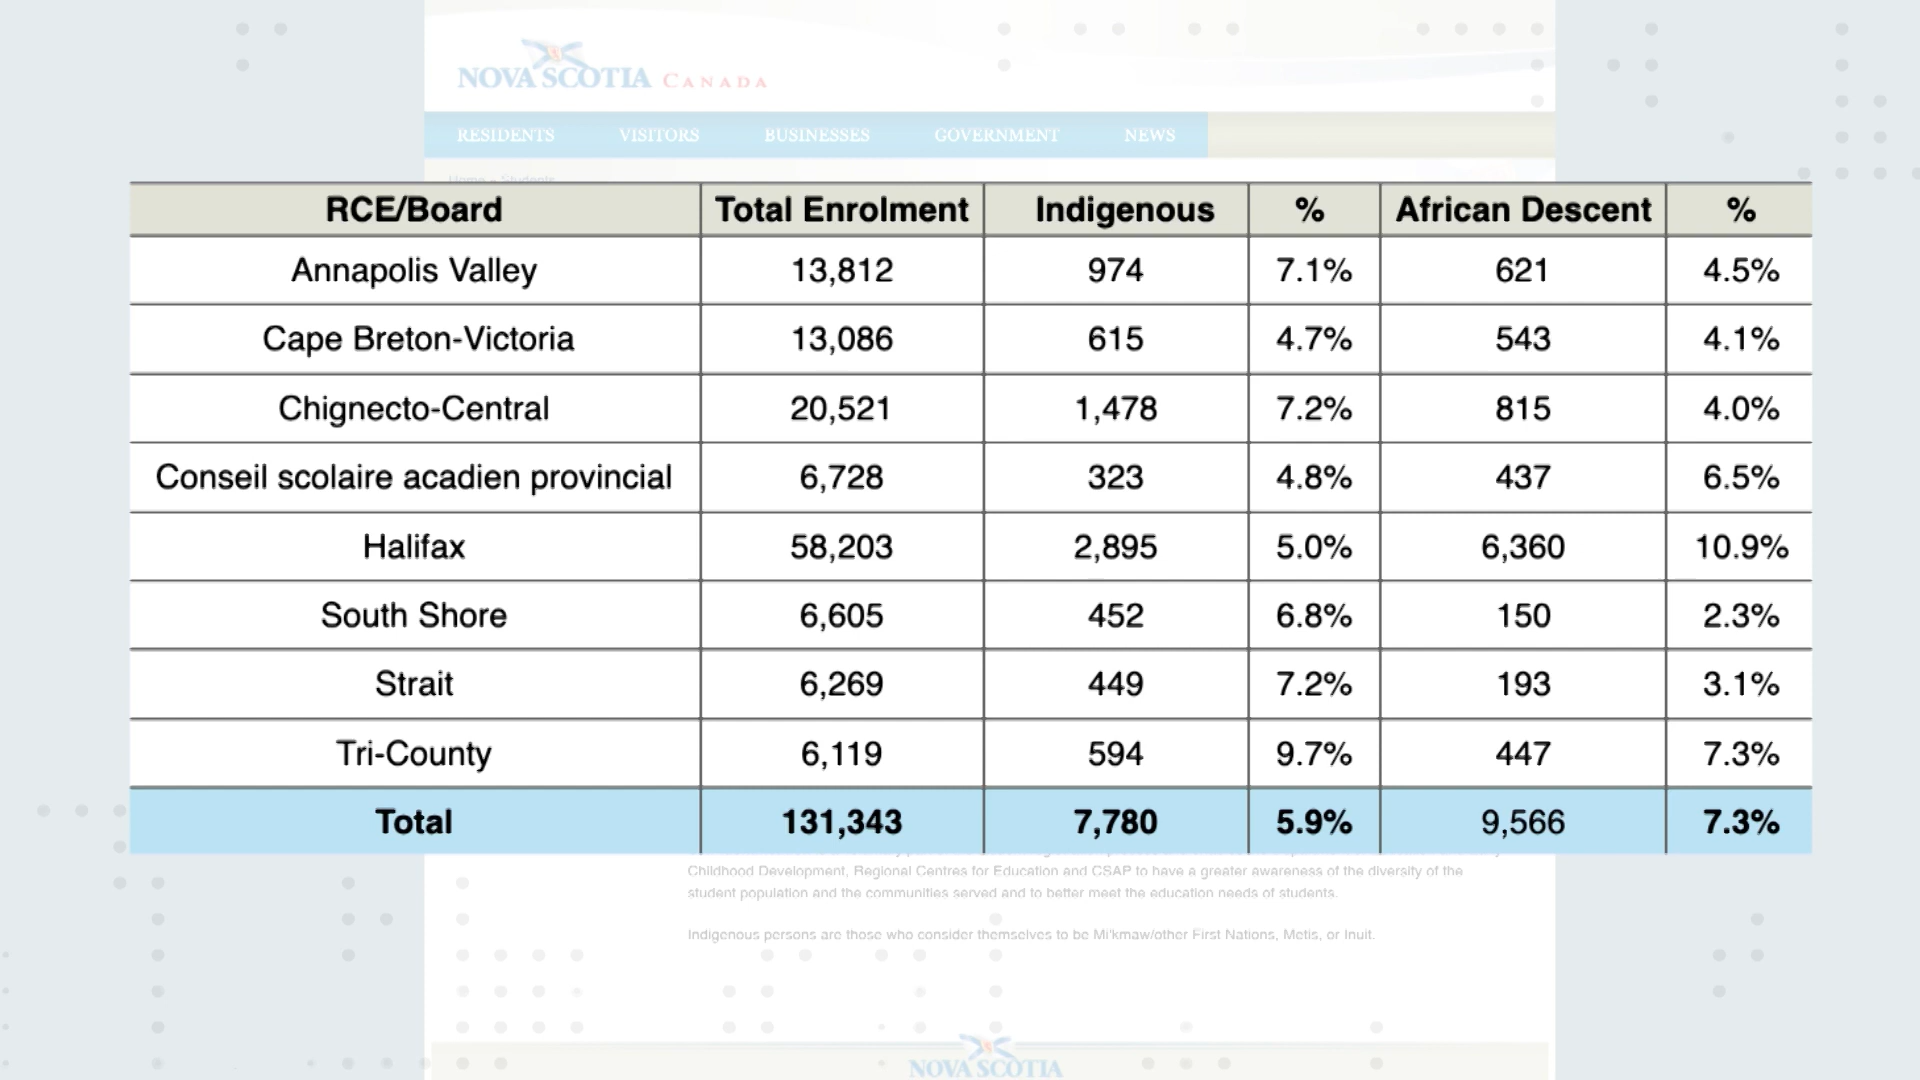 NOVA SCOTIA CANADA
RESIDENTS VISITORS BUSINESSES GOVERNMENT NEWS
Home » Students
RCE/Board Total Enrolment Indigenous % African Descent %
Annapolis Valley 13,812 974 7.1% 621 4.5%
Cape Breton-Victoria 13,086 615 4.7% 543 4.1%
Chignecto-Central 20,521 1,478 7.2% 815 4.0%
Conseil scolaire acadien provincial 6,728 323 4.8% 437 6.5%
Halifax 58,203 2,895 5.0% 6,360 10.9%
South Shore 6,605 452 6.8% 150 2.3%
Strait 6,269 449 7.2% 193 3.1%
Tri-County 6,119 594 9.7% 447 7.3%
Total 131,343 7,780 5.9% 9,566 7.3%
Childhood Development, Regional Centres for Education and CSAP to have a greater awareness of the diversity of the
student population and the communities served and to better meet the education needs of students.
Indigenous persons are those who consider themselves to be Mi'kmaw/other First Nations, Metis, or Inuit.
NOVA SCOTIA